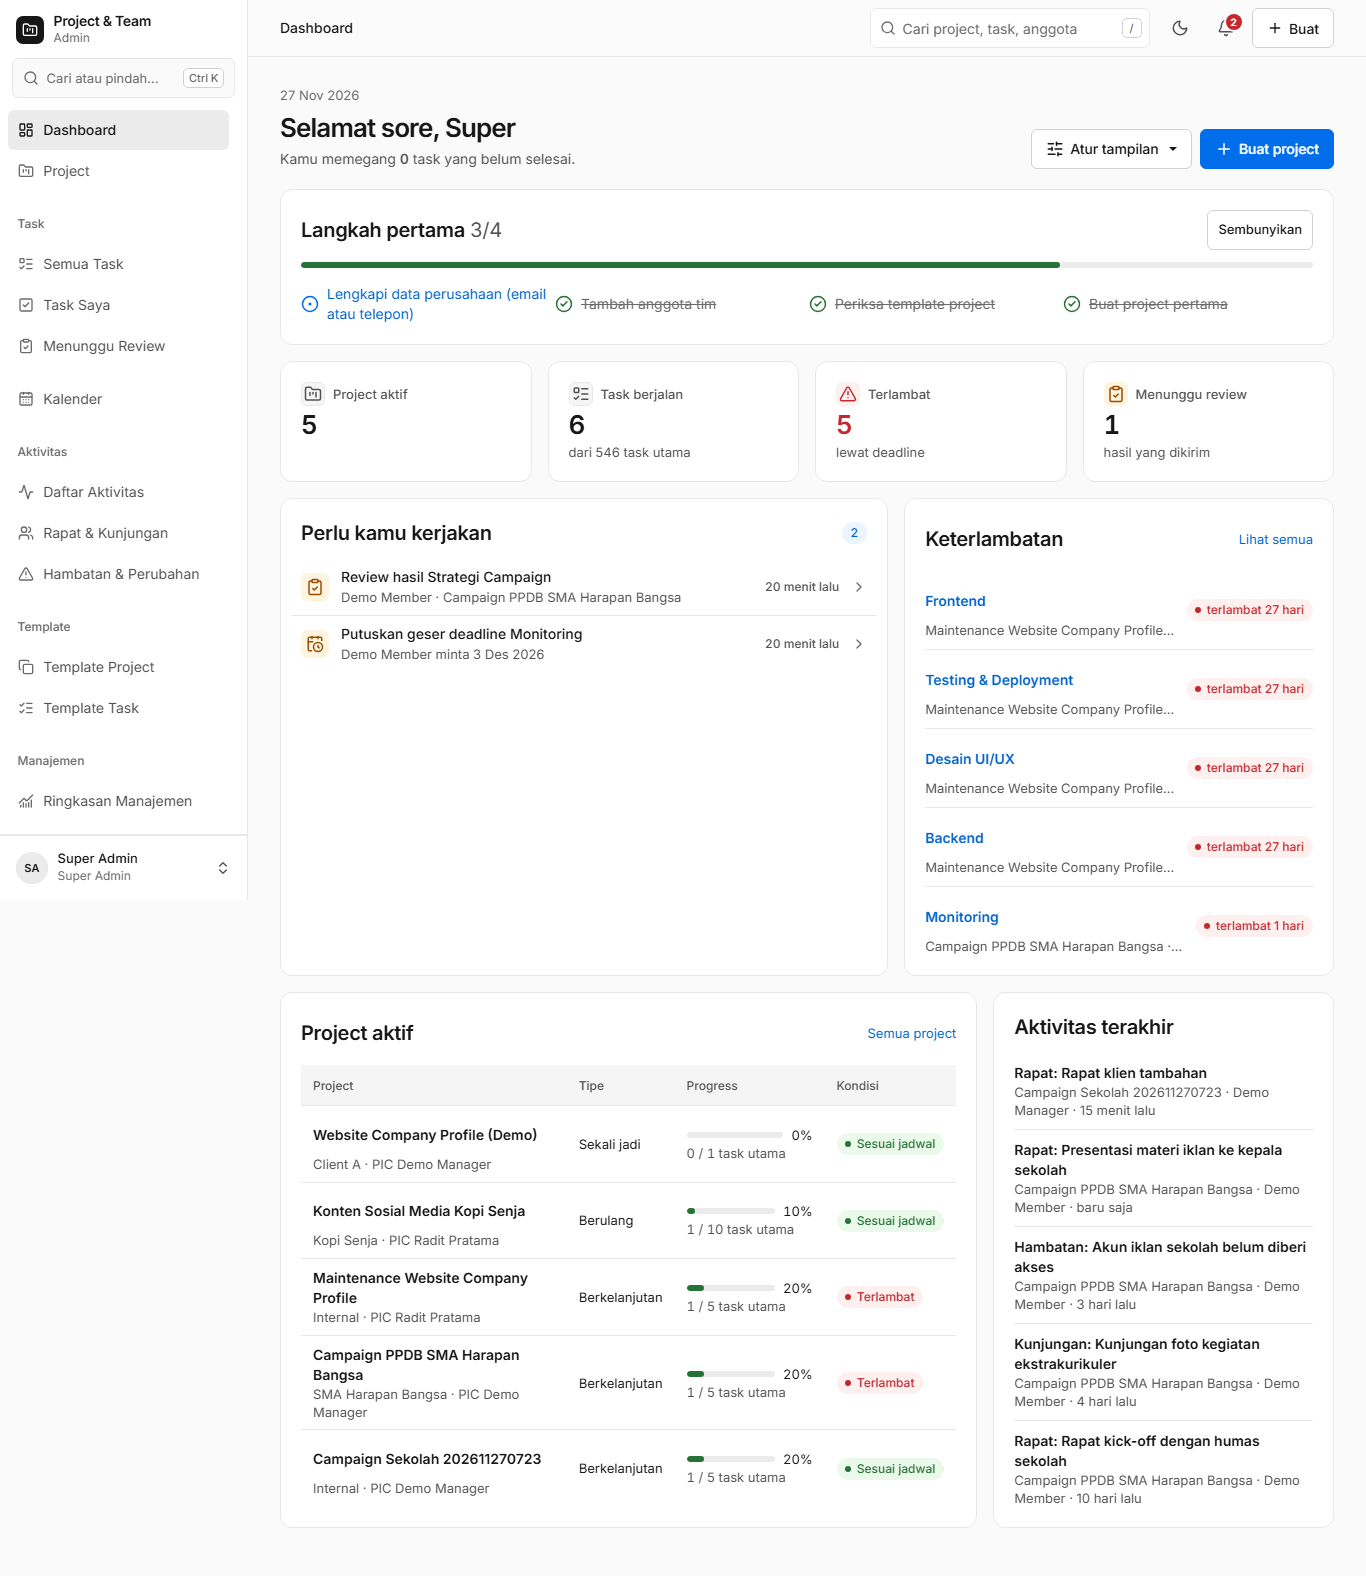 Project & Team
Admin
Cari atau pindah...
Ctrl K
Dashboard
Project
Task
Semua Task
Task Saya
Menunggu Review
Kalender
Aktivitas
Daftar Aktivitas
Rapat & Kunjungan
Hambatan & Perubahan
Template
Template Project
Template Task
Manajemen
Ringkasan Manajemen
SA
Super Admin
Super Admin
Dashboard
Cari project, task, anggota
/
2
Buat
27 Nov 2026
Selamat sore, Super
Kamu memegang 0 task yang belum selesai.
Atur tampilan
Buat project
Langkah pertama 3/4
Sembunyikan
Lengkapi data perusahaan (email
atau telepon)
Tambah anggota tim
Periksa template project
Buat project pertama
Project aktif
5
Task berjalan
6
dari 546 task utama
Terlambat
5
lewat deadline
Menunggu review
1
hasil yang dikirim
Perlu kamu kerjakan
2
Review hasil Strategi Campaign
Demo Member · Campaign PPDB SMA Harapan Bangsa
20 menit lalu
Putuskan geser deadline Monitoring
Demo Member minta 3 Des 2026
20 menit lalu
Keterlambatan
Lihat semua
Frontend
Maintenance Website Company Profile...
terlambat 27 hari
Testing & Deployment
Maintenance Website Company Profile...
terlambat 27 hari
Desain UI/UX
Maintenance Website Company Profile...
terlambat 27 hari
Backend
Maintenance Website Company Profile...
terlambat 27 hari
Monitoring
Campaign PPDB SMA Harapan Bangsa ·...
terlambat 1 hari
Project aktif
Semua project
Project
Tipe
Progress
Kondisi
Website Company Profile (Demo)
Client A · PIC Demo Manager
Sekali jadi
0%
0 / 1 task utama
Sesuai jadwal
Konten Sosial Media Kopi Senja
Kopi Senja · PIC Radit Pratama
Berulang
10%
1 / 10 task utama
Sesuai jadwal
Maintenance Website Company
Profile
Internal · PIC Radit Pratama
Berkelanjutan
20%
1 / 5 task utama
Terlambat
Campaign PPDB SMA Harapan
Bangsa
SMA Harapan Bangsa · PIC Demo
Manager
Berkelanjutan
20%
1 / 5 task utama
Terlambat
Campaign Sekolah 202611270723
Internal · PIC Demo Manager
Berkelanjutan
20%
1 / 5 task utama
Sesuai jadwal
Aktivitas terakhir
Rapat: Rapat klien tambahan
Campaign Sekolah 202611270723 · Demo
Manager · 15 menit lalu
Rapat: Presentasi materi iklan ke kepala
sekolah
Campaign PPDB SMA Harapan Bangsa · Demo
Member · baru saja
Hambatan: Akun iklan sekolah belum diberi
akses
Campaign PPDB SMA Harapan Bangsa · Demo
Member · 3 hari lalu
Kunjungan: Kunjungan foto kegiatan
ekstrakurikuler
Campaign PPDB SMA Harapan Bangsa · Demo
Member · 4 hari lalu
Rapat: Rapat kick-off dengan humas
sekolah
Campaign PPDB SMA Harapan Bangsa · Demo
Member · 10 hari lalu